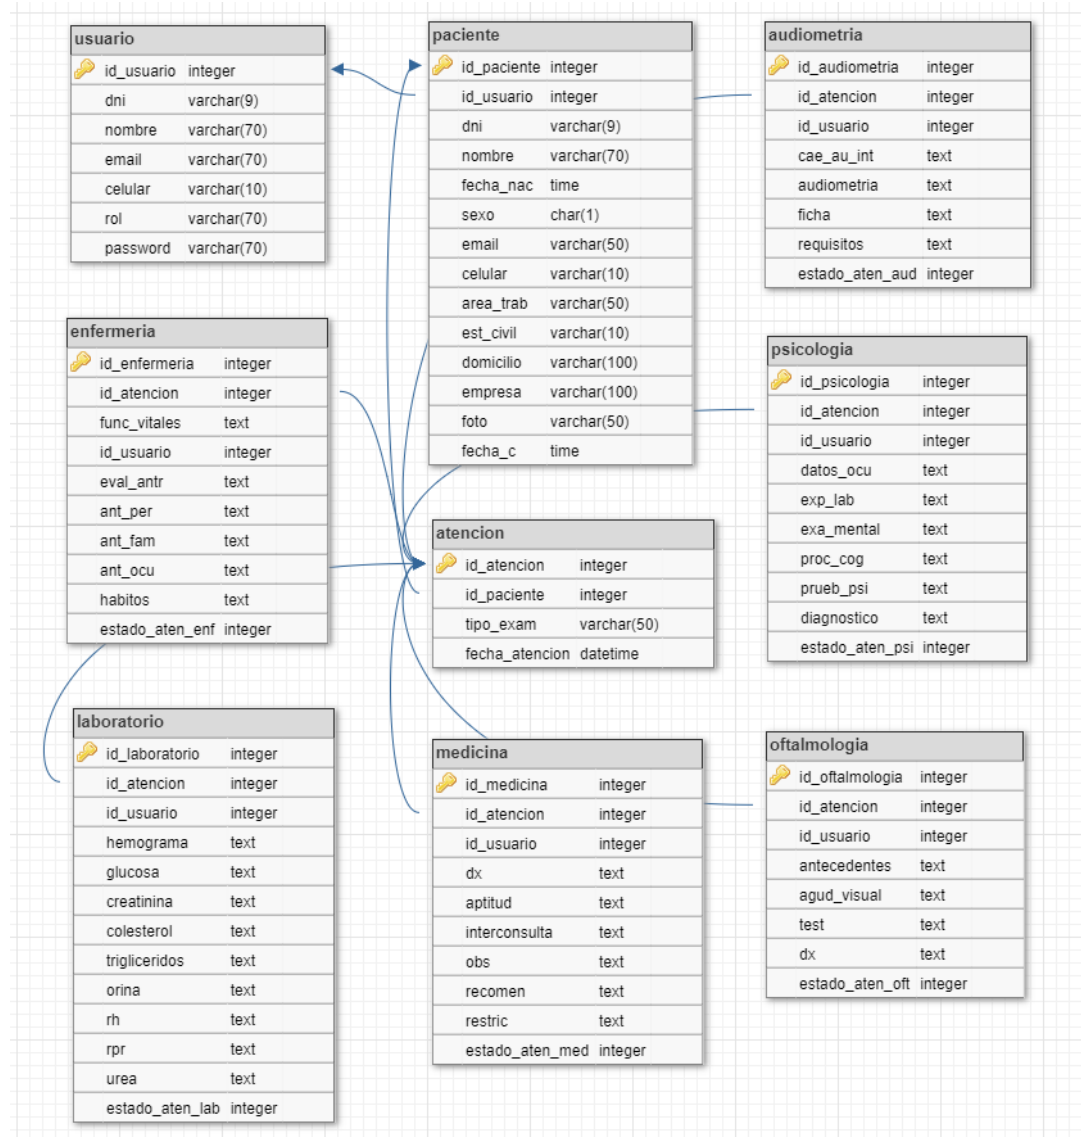 usuario
id_usuario integer
dni varchar(9)
nombre varchar(70)
email varchar(70)
celular varchar(10)
rol varchar(70)
password varchar(70)
paciente
id_paciente integer
id_usuario integer
dni varchar(9)
nombre varchar(70)
fecha_nac time
sexo char(1)
email varchar(50)
celular varchar(10)
area_trab varchar(50)
est_civil varchar(10)
domicilio varchar(100)
empresa varchar(100)
foto varchar(50)
fecha_c time
audiometria
id_audiometria integer
id_atencion integer
id_usuario integer
cae_au_int text
audiometria text
ficha text
requisitos text
estado_aten_aud integer
enfermeria
id_enfermeria integer
id_atencion integer
func_vitales text
id_usuario integer
eval_antr text
ant_per text
ant_fam text
ant_ocu text
habitos text
estado_aten_enf integer
psicologia
id_psicologia integer
id_atencion integer
id_usuario integer
datos_ocu text
exp_lab text
exa_mental text
proc_cog text
prueb_psi text
diagnostico text
estado_aten_psi integer
atencion
id_atencion integer
id_paciente integer
tipo_exam varchar(50)
fecha_atencion datetime
laboratorio
id_laboratorio integer
id_atencion integer
id_usuario integer
hemograma text
glucosa text
creatinina text
colesterol text
trigliceridos text
orina text
rh text
rpr text
urea text
estado_aten_lab integer
medicina
id_medicina integer
id_atencion integer
id_usuario integer
dx text
aptitud text
interconsulta text
obs text
recomen text
restric text
estado_aten_med integer
oftalmologia
id_oftalmologia integer
id_atencion integer
id_usuario integer
antecedentes text
agud_visual text
test text
dx text
estado_aten_oft integer